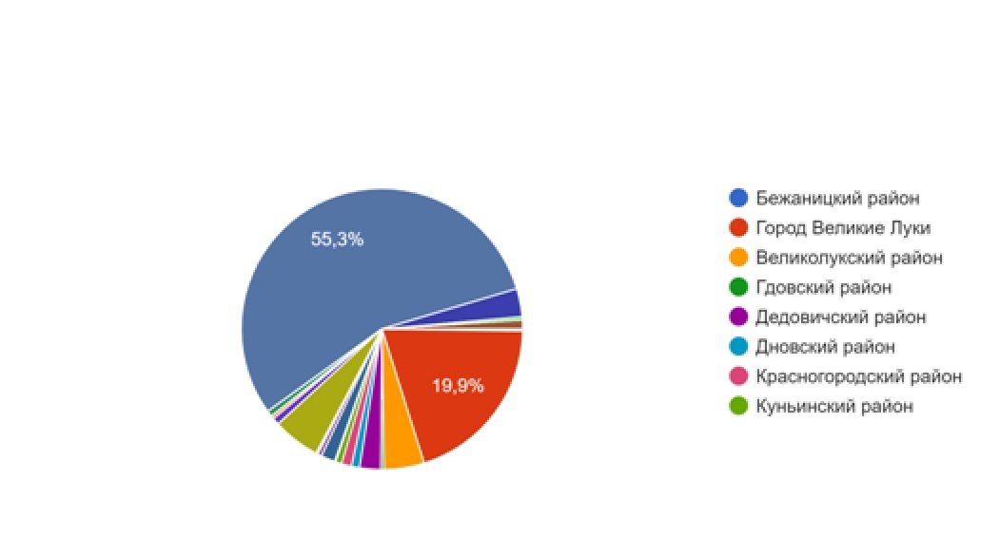 55,3%
19,9%
Бежаницкий район
Город Великие Луки
Великолукский район
Гдовский район
Дедовичский район
Дновский район
Красногородский район
Куньинский район